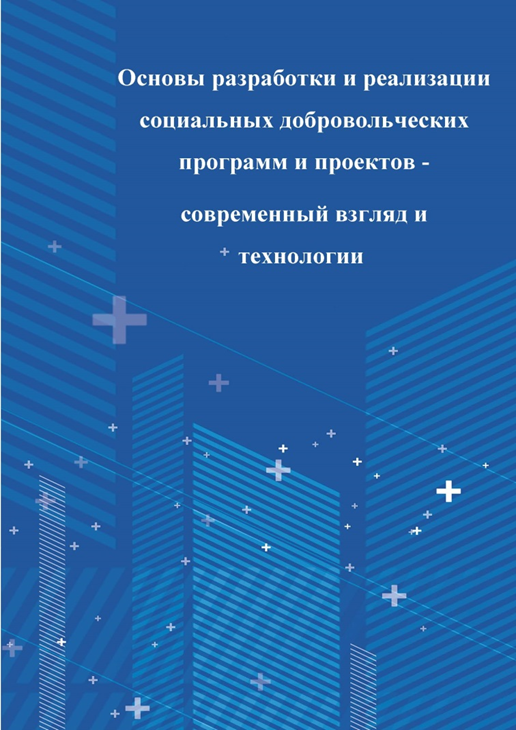 Основы разработки и реализации
социальных добровольческих
программ и проектов -
современный взгляд и
технологии